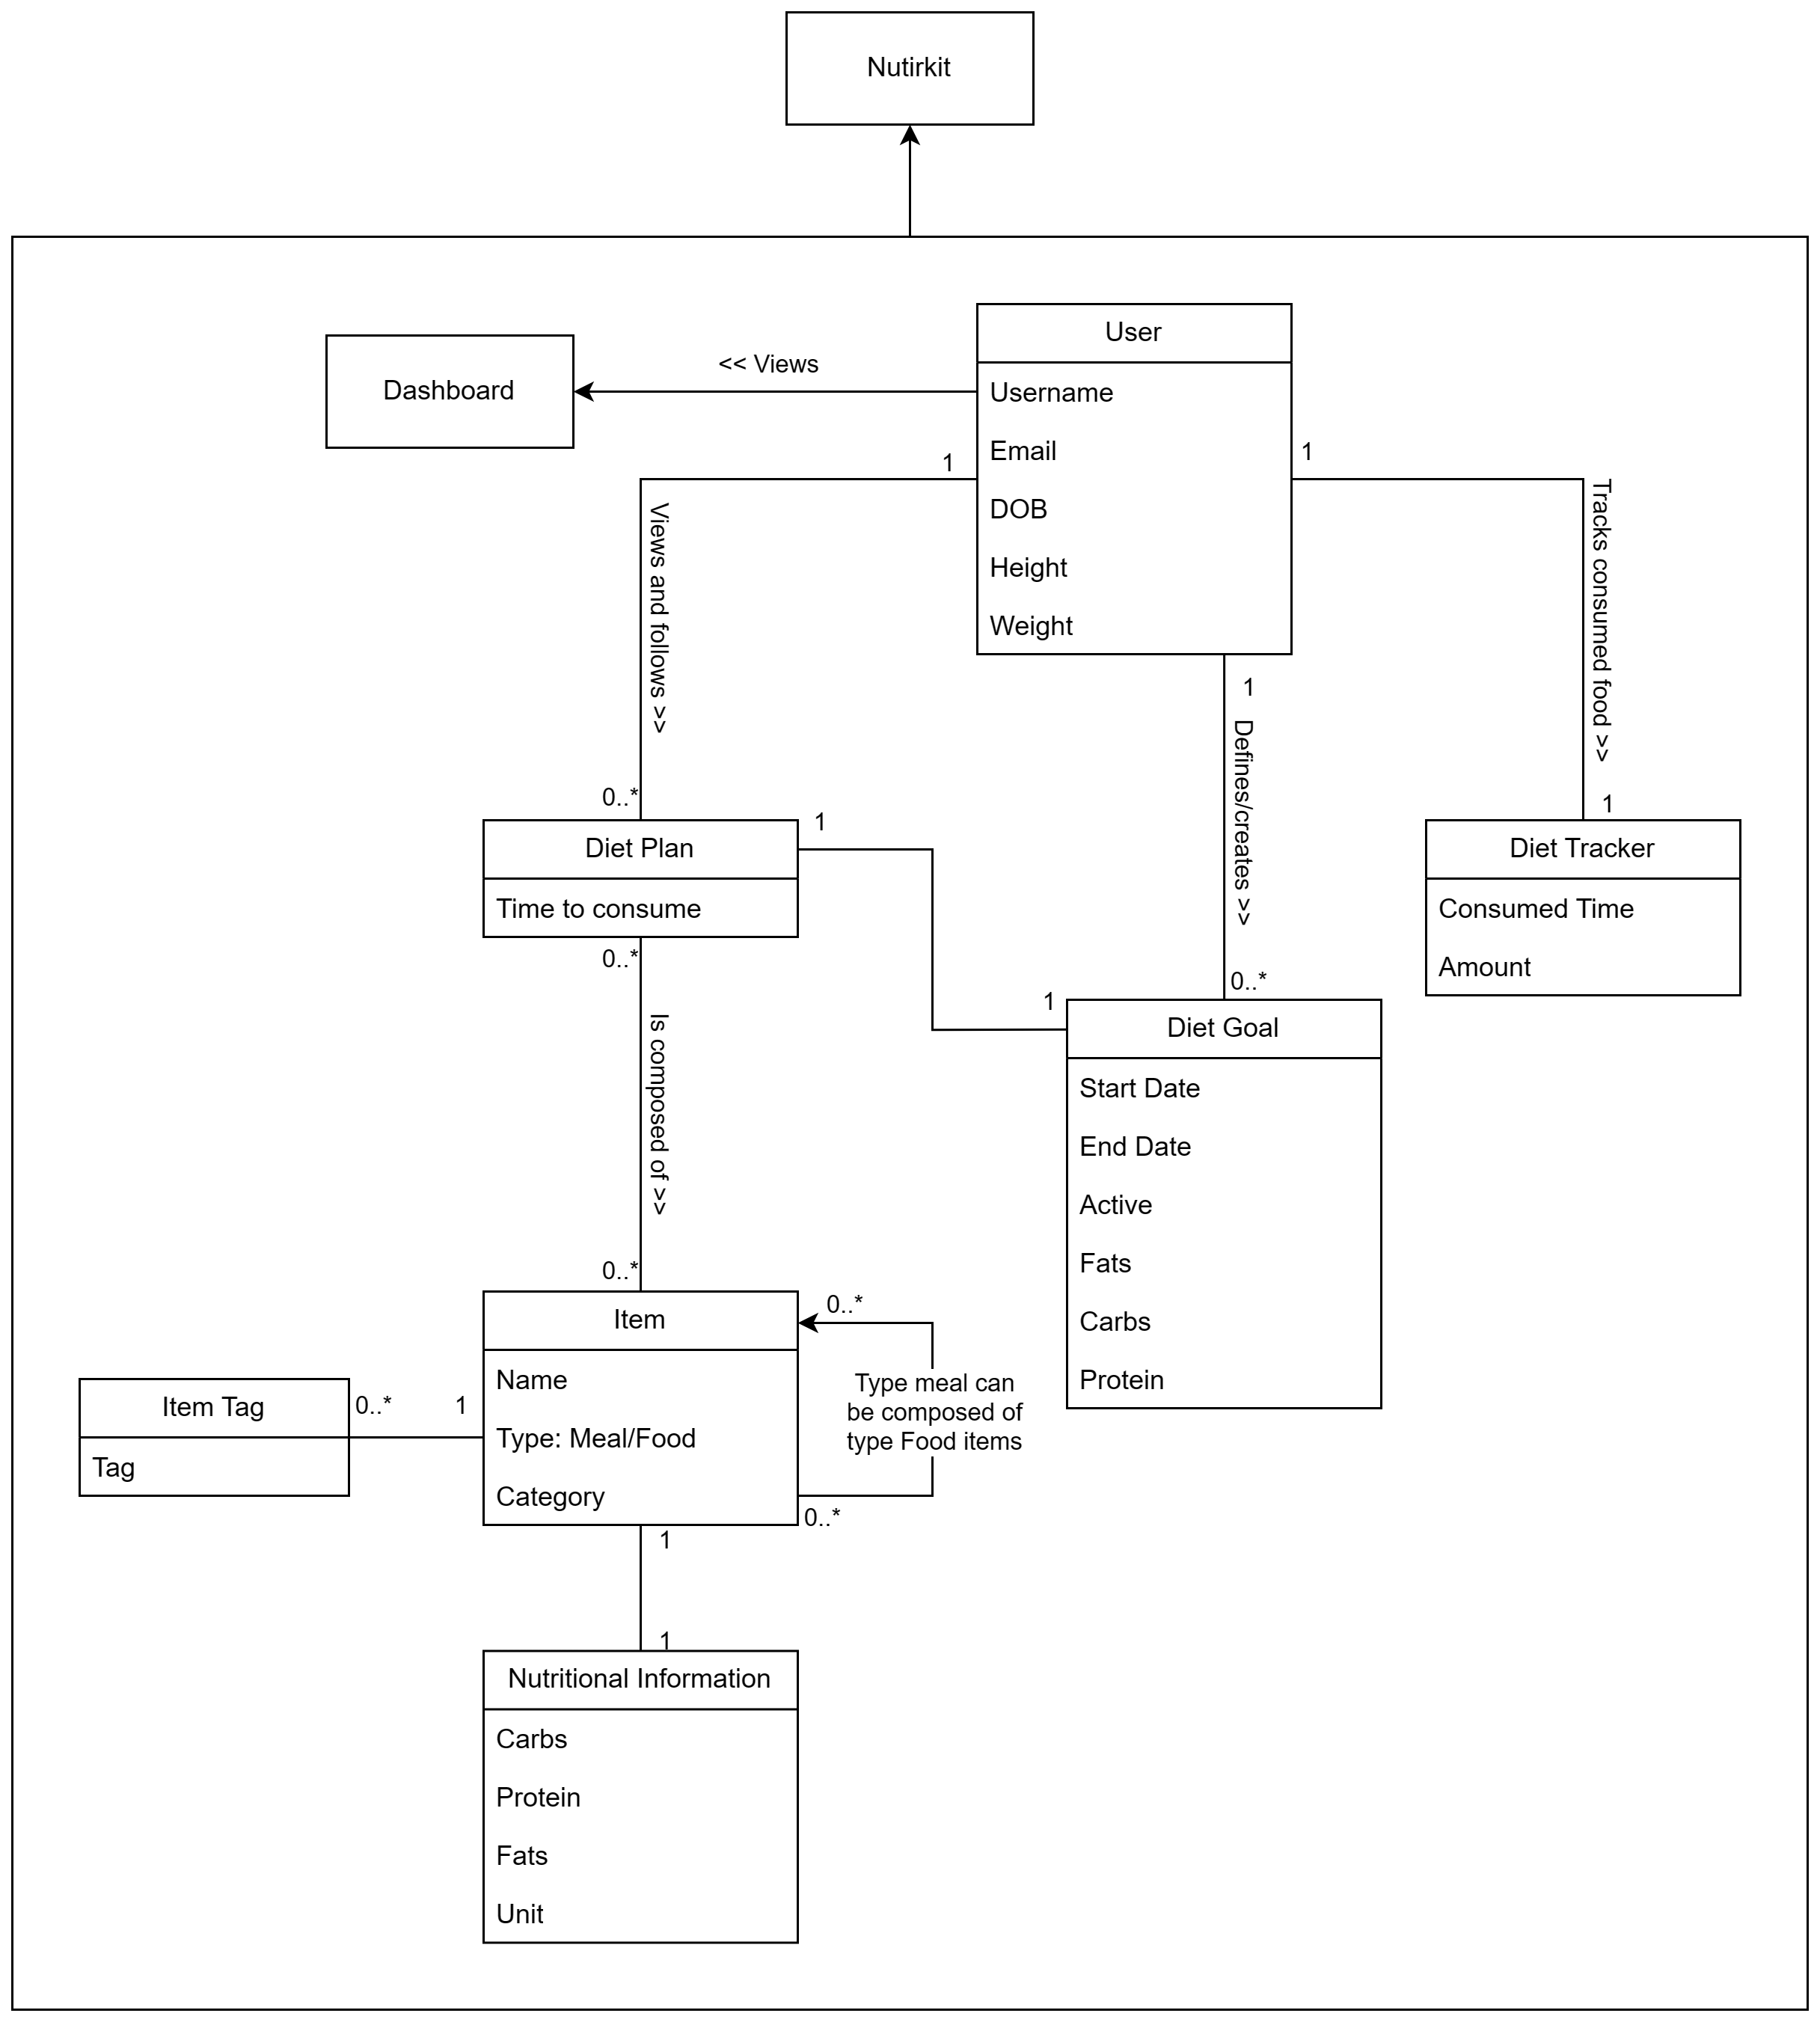 Nutirkit
User
Dashboard
<< Views
Username
Email
DOB
Height
Weight
1
1
Views and follows >>
Tracks consumed food >>
1
Defines/creates >>
0..*
1
1
Diet Plan
Time to consume
Diet Tracker
Consumed Time
Amount
0..*
0..*
1
Diet Goal
Start Date
End Date
Active
Fats
Carbs
Protein
Is composed of >>
0..*
Item
Name
Type: Meal/Food
Category
0..*
Type meal can
be composed of
type Food items
0..*
Item Tag
Tag
0..*
1
1
1
Nutritional Information
Carbs
Protein
Fats
Unit